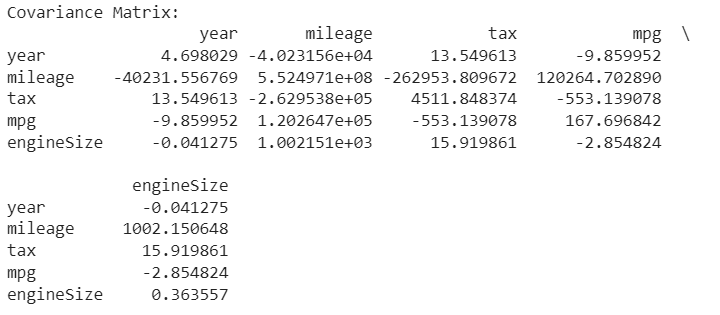 Covariance Matrix:
year mileage tax mpg \
year 4.698029 -4.023156e+04 13.549613 -9.859952
mileage -40231.556769 5.524971e+08 -262953.809672 120264.702890
tax 13.549613 -2.629538e+05 4511.848374 -553.139078
mpg -9.859952 1.202647e+05 -553.139078 167.696842
engineSize -0.041275 1.002151e+03 15.919861 -2.854824
engineSize
year -0.041275
mileage 1002.150648
tax 15.919861
mpg -2.854824
engineSize 0.363557